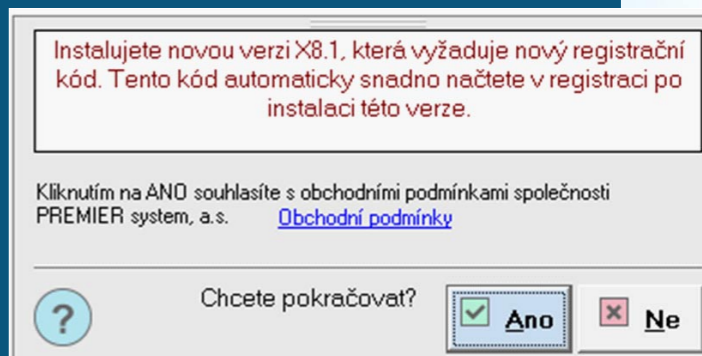 Instalujete novou verzi X8.1, která vyžaduje nový registrační
kód. Tento kód automaticky snadno načtete v registraci po
instalaci této verze.
Kliknutím na ANO souhlasíte s obchodními podmínkami společnosti
PREMIER system, a.s. Obchodní podmínky
? Chcete pokračovat? Ano Ne